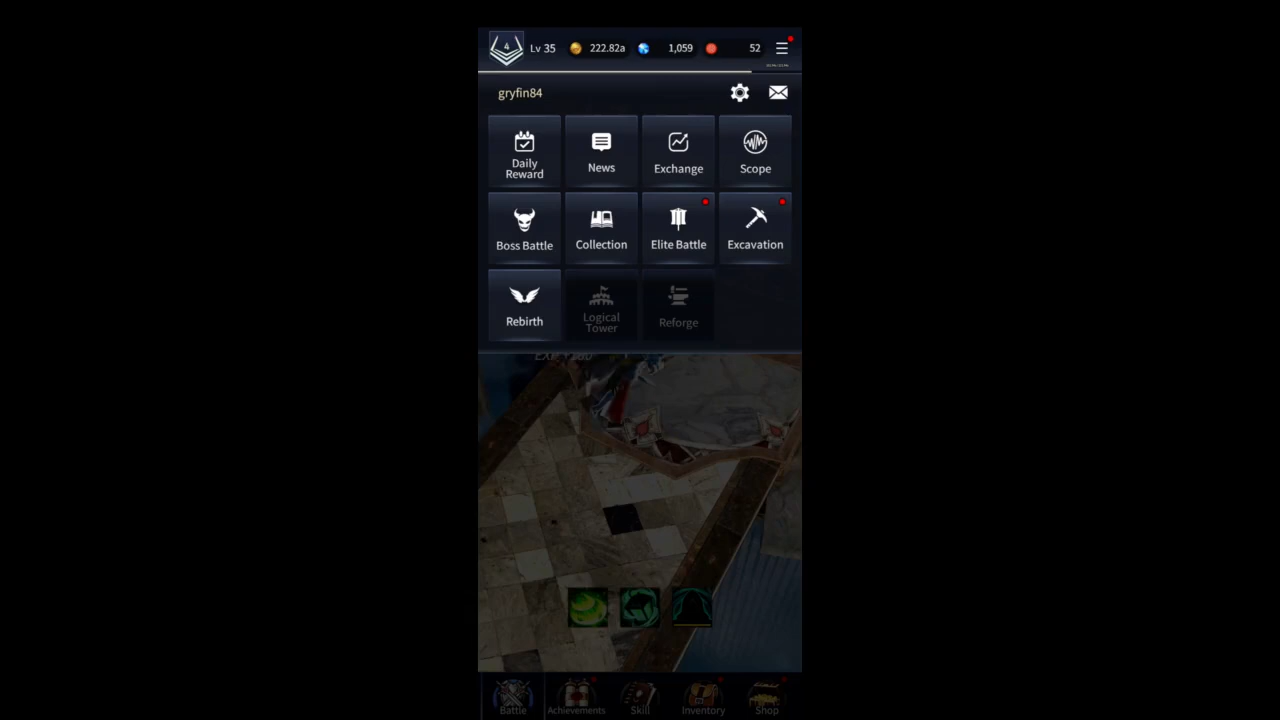 4 Lv 35 222.82a 1,059 52
gryfin84
Daily
Reward
News
Exchange
Scope
Boss Battle
Collection
Elite Battle
Excavation
Rebirth
Logical
Tower
Reforge
Battle
Achievements
Skill
Inventory
Shop